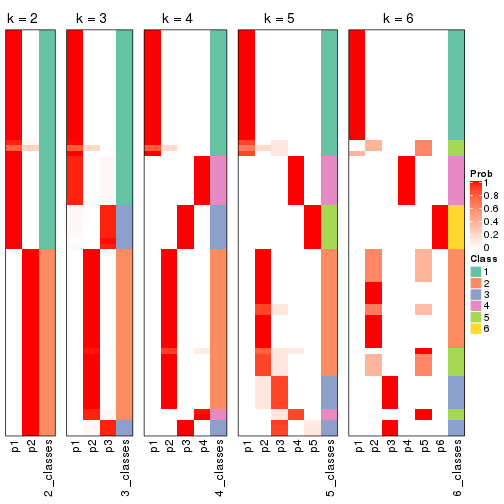 k = 2
k = 3
k = 4
k = 5
k = 6
p1
p2
2_classes
p1
p2
p3
3_classes
p1
p2
p3
p4
4_classes
p1
p2
p3
p4
p5
5_classes
p1
p2
p3
p4
p5
p6
6_classes
Prob
1
0.8
0.6
0.4
0.2
0
Class
1
2
3
4
5
6